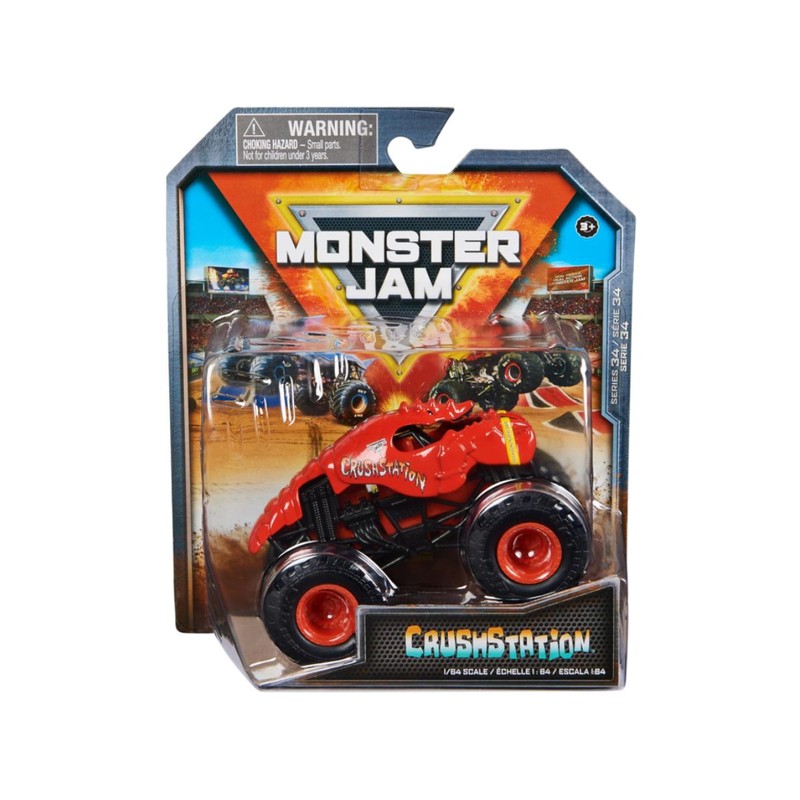 WARNING:
CHOKING HAZARD – Small parts.
Not for children under 3 years.
MONSTER
JAM
3+
SERIES 34 / SÉRIE 34
SERIE 34
CRUSHSTATION
CRUSHSTATION
1/64 SCALE / ÉCHELLE 1 : 64 / ESCALA 1:64